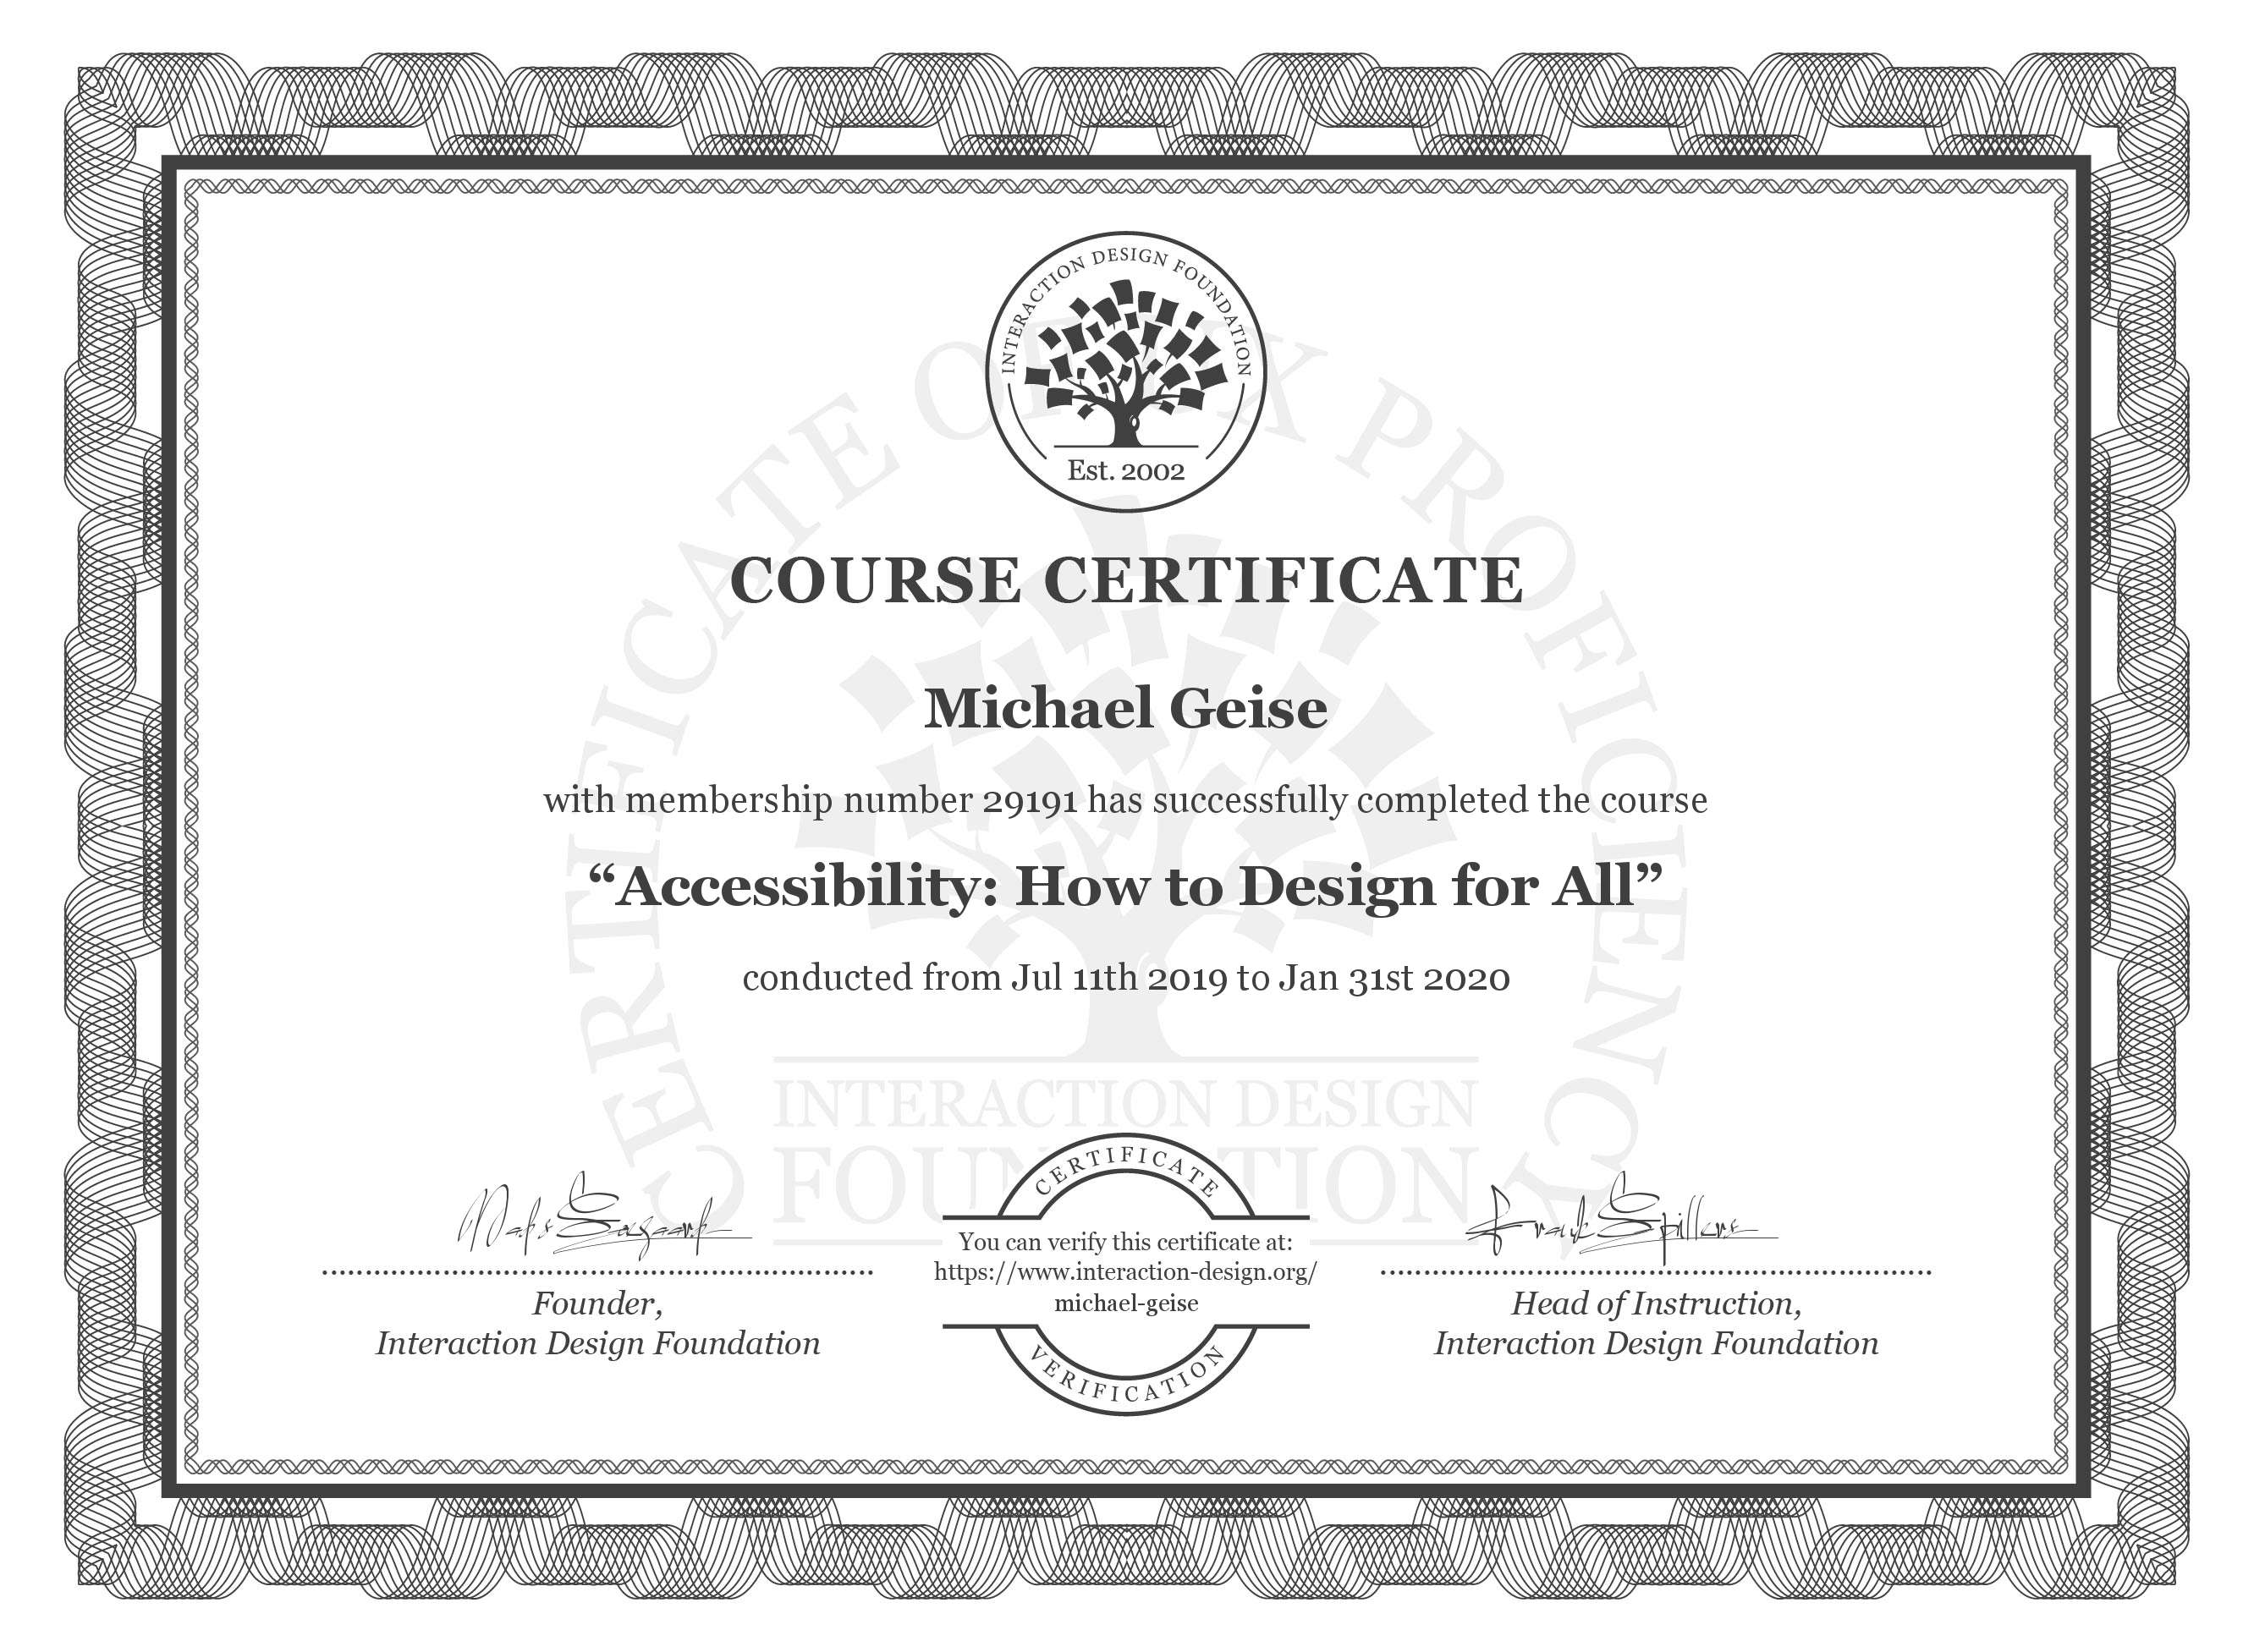 INTERACTION DESIGN FOUNDATION
Est. 2002
CERTIFICATE OF UX PROFICIENCY
COURSE CERTIFICATE
Michael Geise
with membership number 29191 has successfully completed the course
“Accessibility: How to Design for All”
conducted from Jul 11th 2019 to Jan 31st 2020
INTERACTION DESIGN
FOUNDATION
Mads Soegaard
Founder,
Interaction Design Foundation
CERTIFICATE
You can verify this certificate at:
https://www.interaction-design.org/
michael-geise
VERIFICATION
Frank Spillers
Head of Instruction,
Interaction Design Foundation